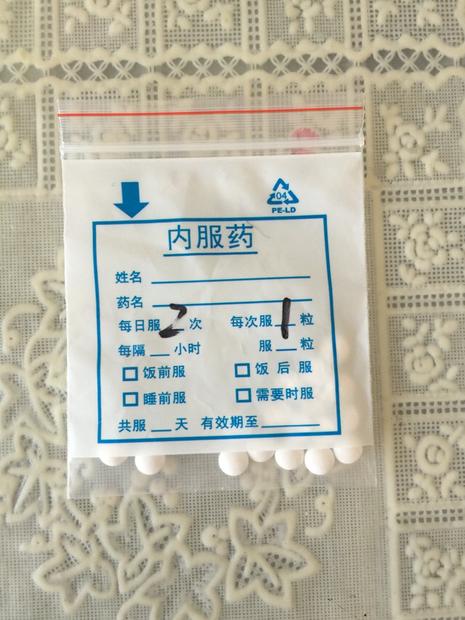 04
PE-LD
内服药
姓名
药名
每日服 2 次 每次服 1 粒
每隔 小时 服 粒
饭前服 饭后服
睡前服 需要时服
共服 天 有效期至